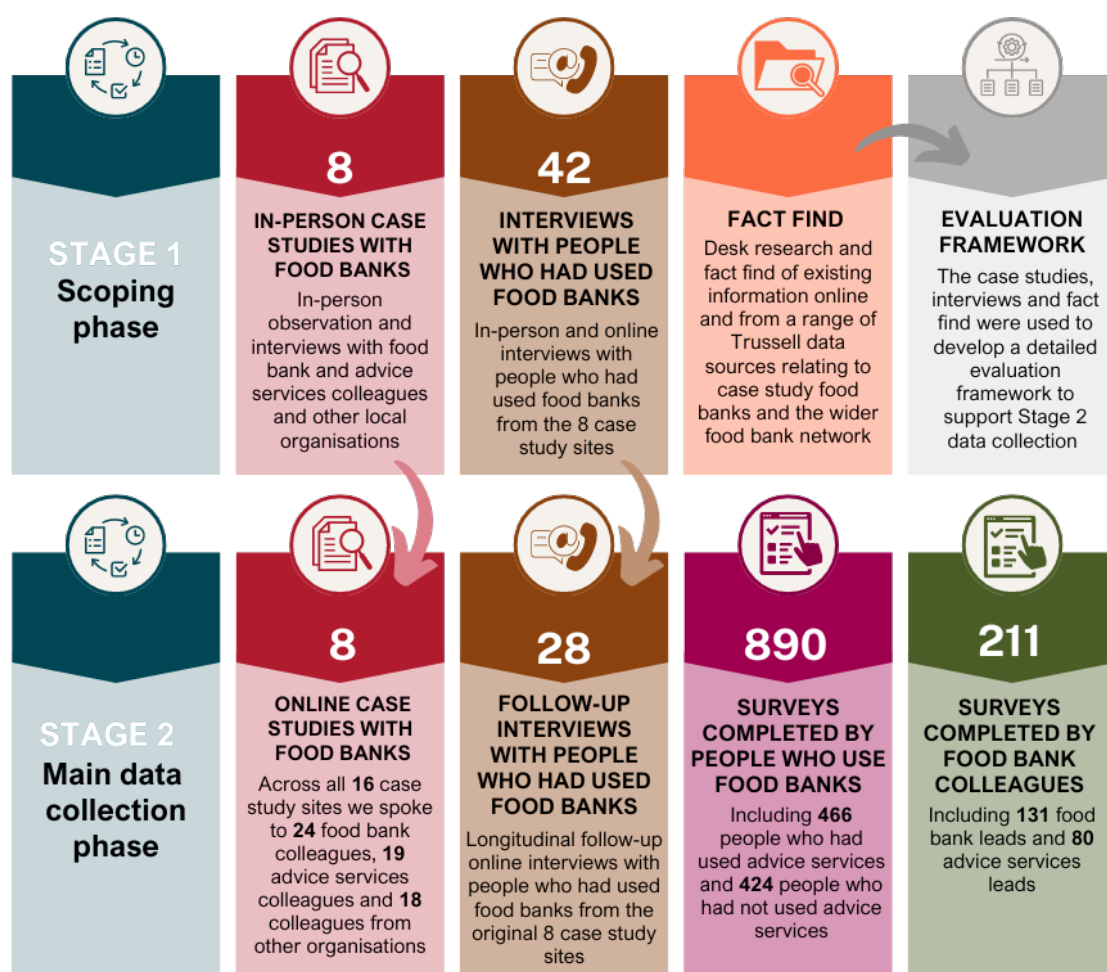 STAGE 1
Scoping
phase
8
IN-PERSON CASE
STUDIES WITH
FOOD BANKS
In-person
observation and
interviews with food
bank and advice
services colleagues
and other local
organisations
42
INTERVIEWS
WITH PEOPLE
WHO HAD USED
FOOD BANKS
In-person and online
interviews with
people who had
used food banks
from the 8 case
study sites
FACT FIND
Desk research and
fact find of existing
information online
and from a range of
Trussell data
sources relating to
case study food
banks and the wider
food bank network
EVALUATION
FRAMEWORK
The case studies,
interviews and fact
find were used to
develop a detailed
evaluation
framework to
support Stage 2
data collection
STAGE 2
Main data
collection
phase
8
ONLINE CASE
STUDIES WITH
FOOD BANKS
Across all 16 case
study sites we spoke
to 24 food bank
colleagues, 19
advice services
colleagues and 18
colleagues from
other organisations
28
FOLLOW-UP
INTERVIEWS
WITH PEOPLE
WHO HAD USED
FOOD BANKS
Longitudinal follow-up
online interviews with
people who had used
food banks from the
original 8 case study
sites
890
SURVEYS
COMPLETED BY
PEOPLE WHO USE
FOOD BANKS
Including 466
people who had
used advice services
and 424 people who
had not used advice
services
211
SURVEYS
COMPLETED BY
FOOD BANK
COLLEAGUES
Including 131 food
bank leads and 80
advice services
leads